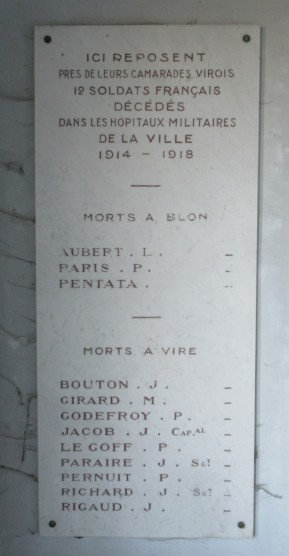 ICI REPOSENT
PRES DE LEURS CAMARADES VIROIS
12 SOLDATS FRANÇAIS
DÉCÉDÉS
DANS LES HOPITAUX MILITAIRES
DE LA VILLE
1914 – 1918
MORTS A BLON
AUBERT . L . –
PARIS . P . –
PENTATA . –
MORTS A VIRE
BOUTON . J . –
GIRARD . M . –
GODEFROY . P . –
JACOB . J . CAP.AL –
LE GOFF . P . –
PARAIRE . J . SGT –
PERNUIT . P . –
RICHARD . J . SGT –
RIGAUD . J . –